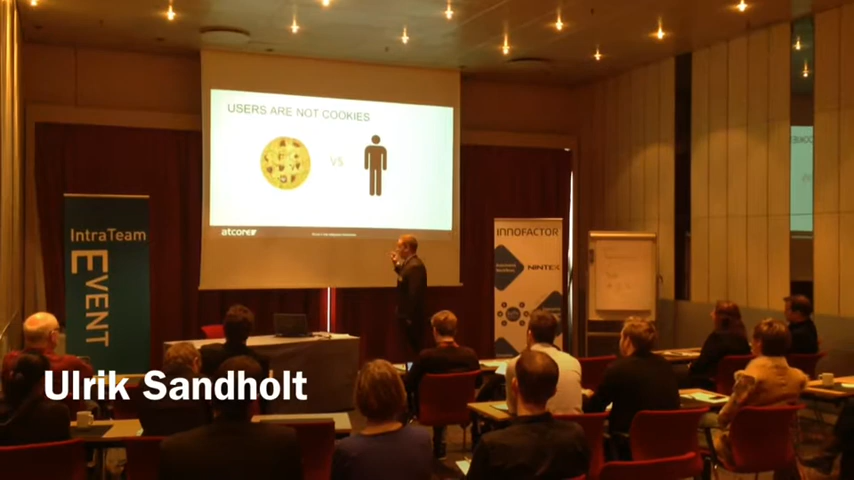 USERS ARE NOT COOKIES
VS
atcore
IntraTeam
EVENT
INNOFACTOR
NINTEX
Ulrik Sandholt